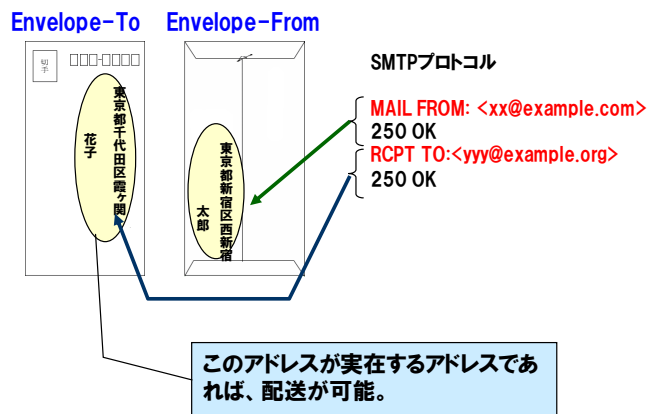 Envelope-To
Envelope-From
切手
東京都千代田区霞ヶ関
花子
東京都新宿区西新宿
太郎
SMTPプロトコル
MAIL FROM: <xx@example.com>
250 OK
RCPT TO:<yyy@example.org>
250 OK
このアドレスが実在するアドレスであ
れば、配送が可能。